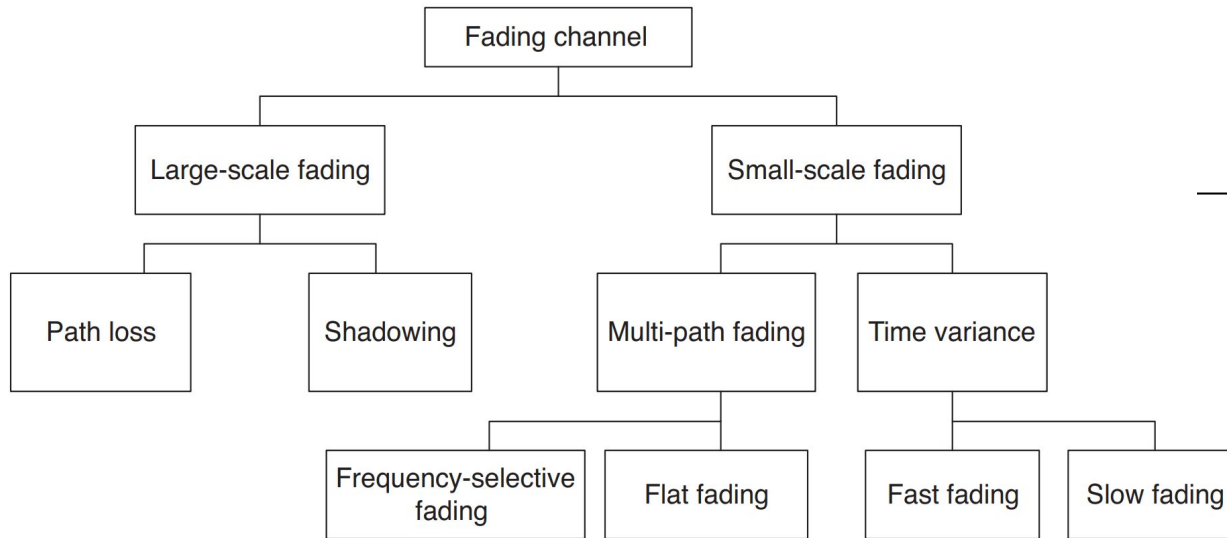 Fading channel
Large-scale fading
Small-scale fading
Path loss
Shadowing
Multi-path fading
Time variance
Frequency-selective
fading
Flat fading
Fast fading
Slow fading